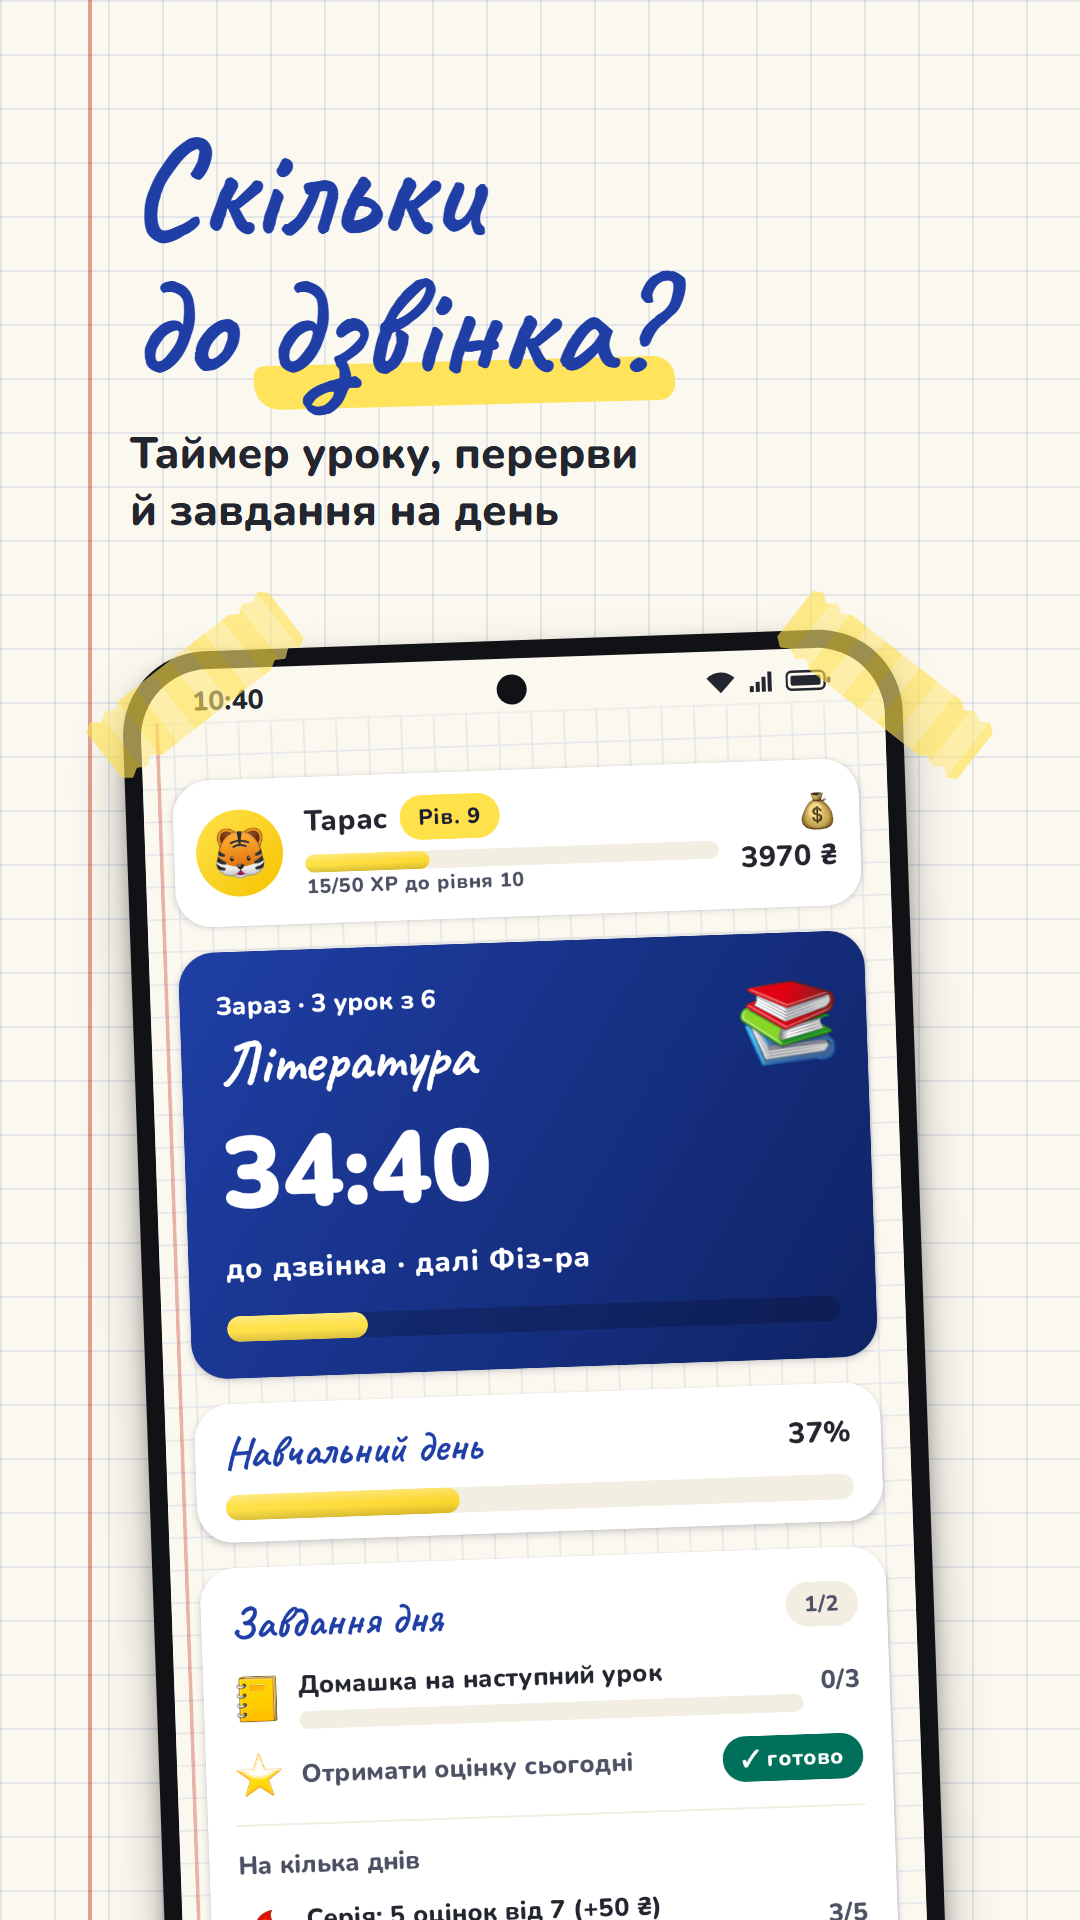 Скільки
до дзвінка?
Таймер уроку, перерви
й завдання на день
10:40
Тарас Рів. 9
15/50 XP до рівня 10
3970 ₴
Зараз · 3 урок з 6
Література
34:40
до дзвінка · далі Фіз-ра
Навчальний день 37%
Завдання дня 1/2
Домашка на наступний урок 0/3
Отримати оцінку сьогодні ✓ готово
На кілька днів
Серія: 5 оцінок від 7 (+50 ₴) 3/5